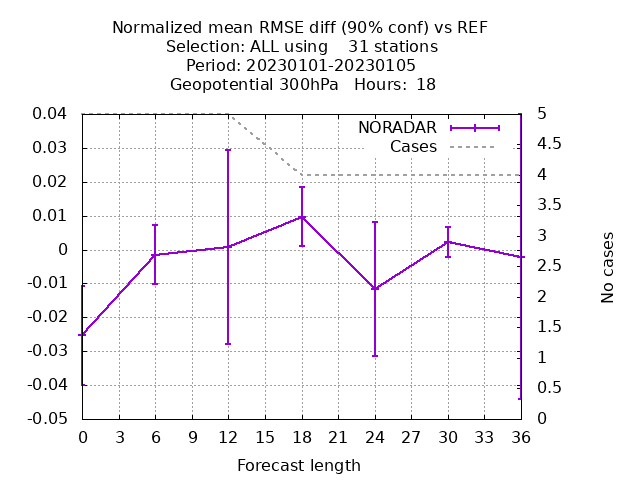 Normalized mean RMSE diff (90% conf) vs REF
Selection: ALL using    31 stations
Period: 20230101-20230105
Geopotential 300hPa   Hours:  18
NORADAR
Cases
0.04
0.03
0.02
0.01
0
-0.01
-0.02
-0.03
-0.04
-0.05
5
4.5
4
3.5
3
2.5
2
1.5
1
0.5
0
No cases
0 3 6 9 12 15 18 21 24 27 30 33 36
Forecast length